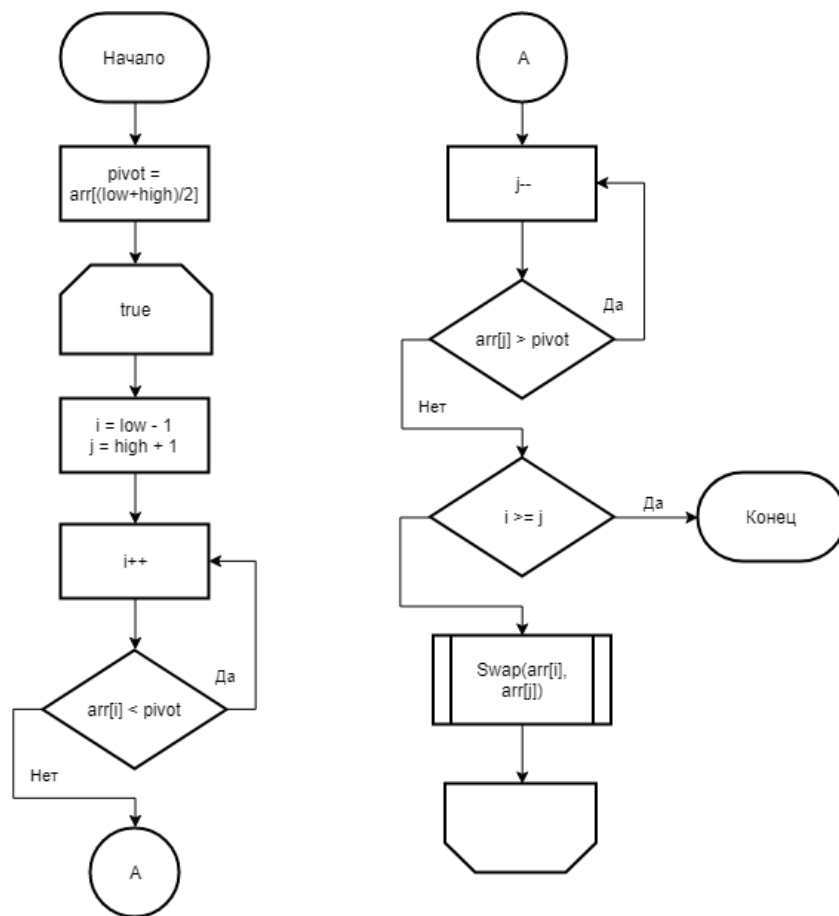 Начало
pivot =
arr[(low+high)/2]
true
i = low - 1
j = high + 1
i++
arr[i] < pivot
Да
Нет
A
A
j--
arr[j] > pivot
Да
Нет
i >= j
Да
Конец
Swap(arr[i],
arr[j])